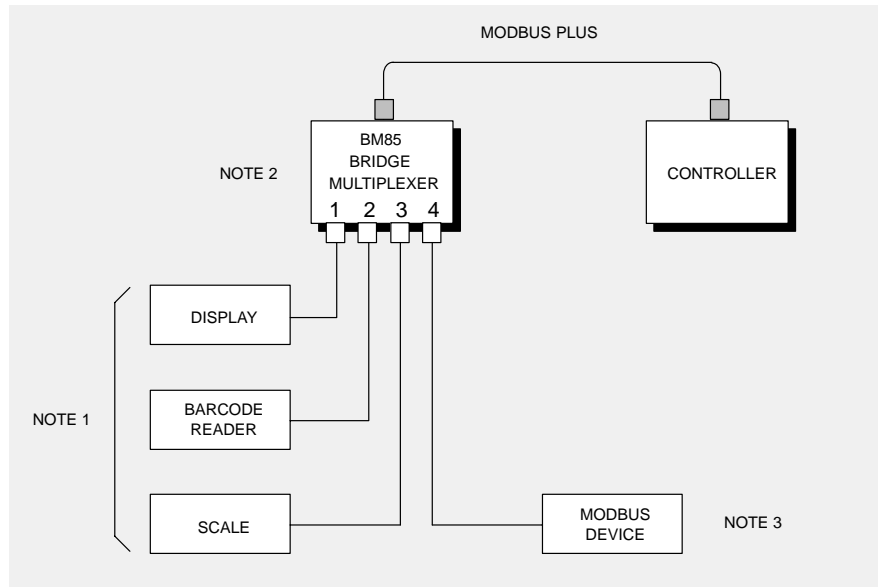 MODBUS PLUS
BM85
BRIDGE
MULTIPLEXER
1 2 3 4
CONTROLLER
NOTE 2
DISPLAY
BARCODE
READER
NOTE 1
SCALE
MODBUS
DEVICE
NOTE 3